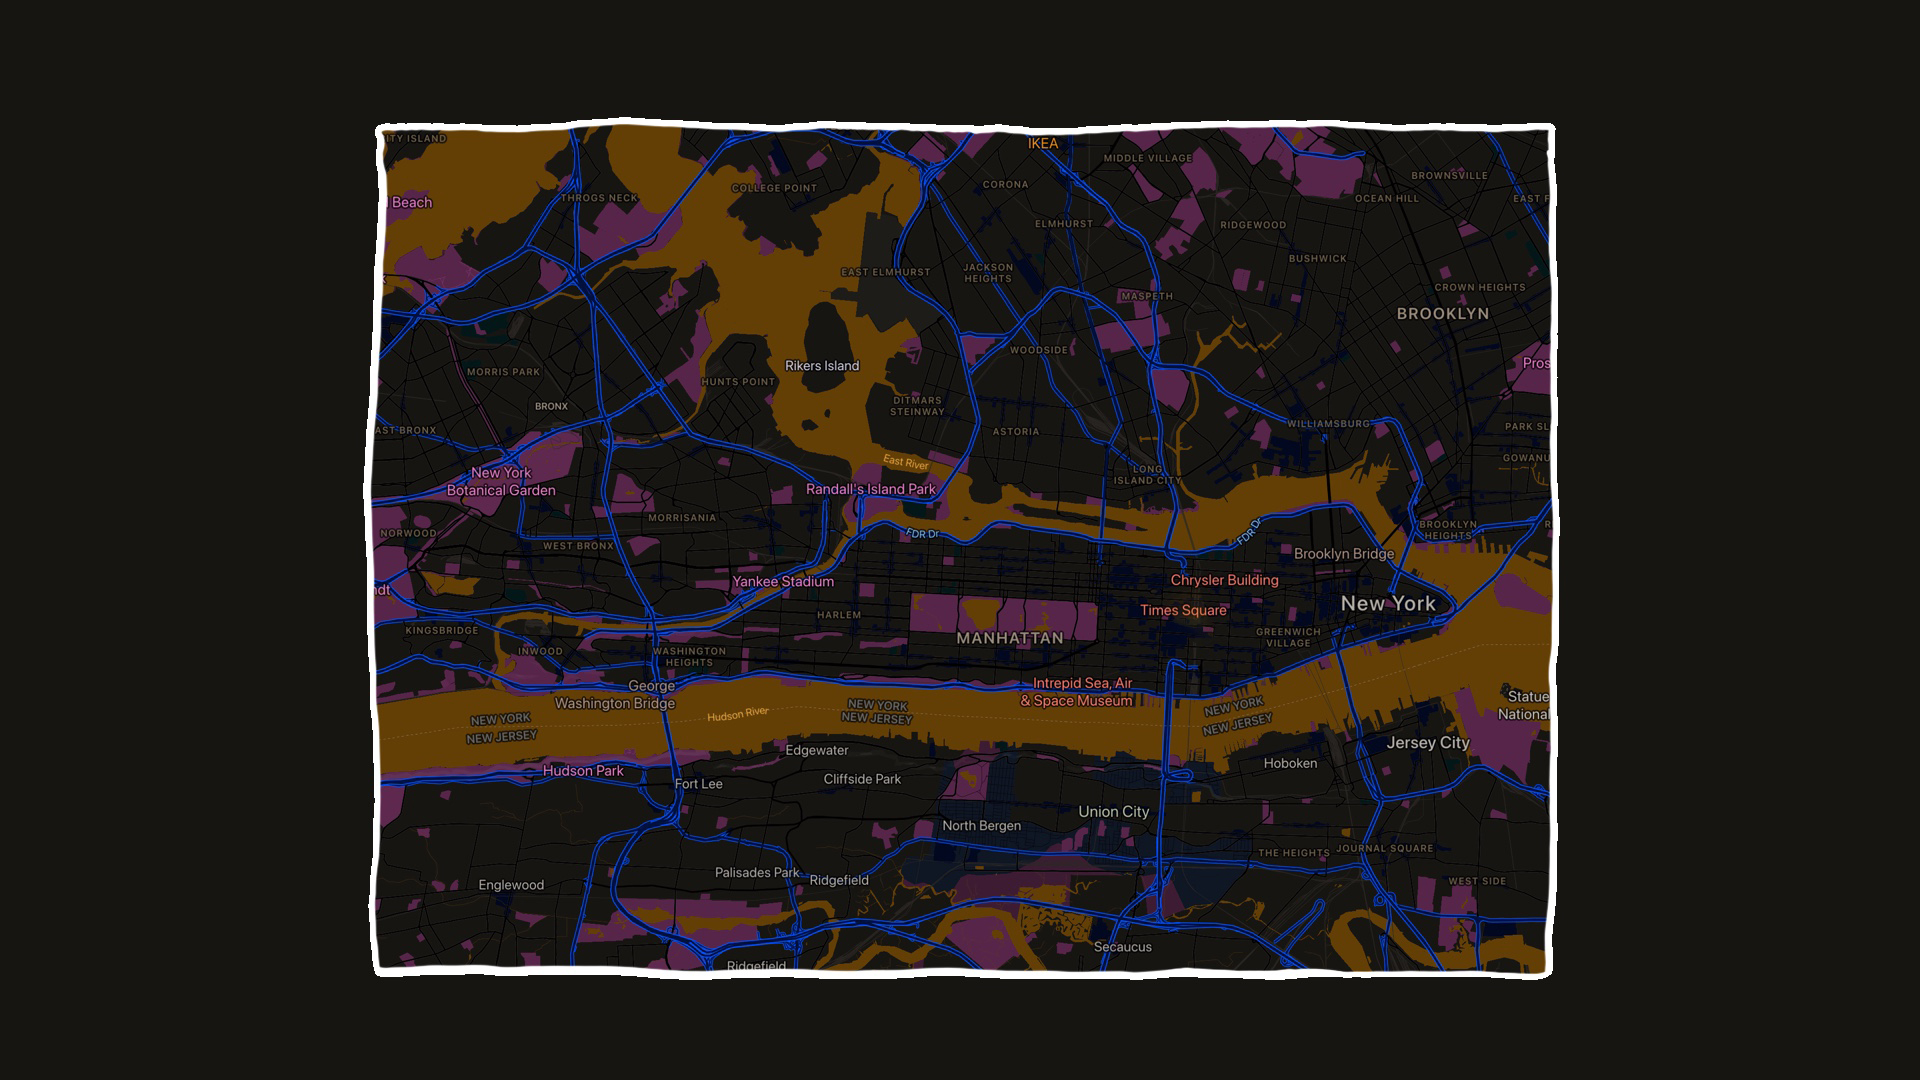 ITY ISLAND
IKEA
MIDDLE VILLAGE
COLLEGE POINT
CORONA
BROWNSVILLE
THROGS NECK
OCEAN HILL
EAST F
l Beach
ELMHURST
RIDGEWOOD
BUSHWICK
EAST ELMHURST
JACKSON
HEIGHTS
CROWN HEIGHTS
MASPETH
BROOKLYN
WOODSIDE
Rikers Island
Pros
MORRIS PARK
HUNTS POINT
BRONX
DITMARS
STEINWAY
WILLIAMSBURG
PARK SL
AST BRONX
ASTORIA
GOWANU
East River
New York
Botanical Garden
LONG
ISLAND CITY
Randall's Island Park
MORRISANIA
NORWOOD
FDR Dr
FDR Dr
BROOKLYN
HEIGHTS
R
WEST BRONX
Brooklyn Bridge
Yankee Stadium
Chrysler Building
ndt
Times Square
New York
HARLEM
KINGSBRIDGE
MANHATTAN
GREENWICH
VILLAGE
INWOOD
WASHINGTON
HEIGHTS
George
Washington Bridge
Intrepid Sea, Air
& Space Museum
Statue
National
NEW YORK
NEW JERSEY
Hudson River
NEW YORK
NEW JERSEY
NEW YORK
NEW JERSEY
Edgewater
Jersey City
Hudson Park
Cliffside Park
Hoboken
Fort Lee
Union City
North Bergen
THE HEIGHTS
JOURNAL SQUARE
Palisades Park
Ridgefield
Englewood
WEST SIDE
Secaucus
Ridgefield